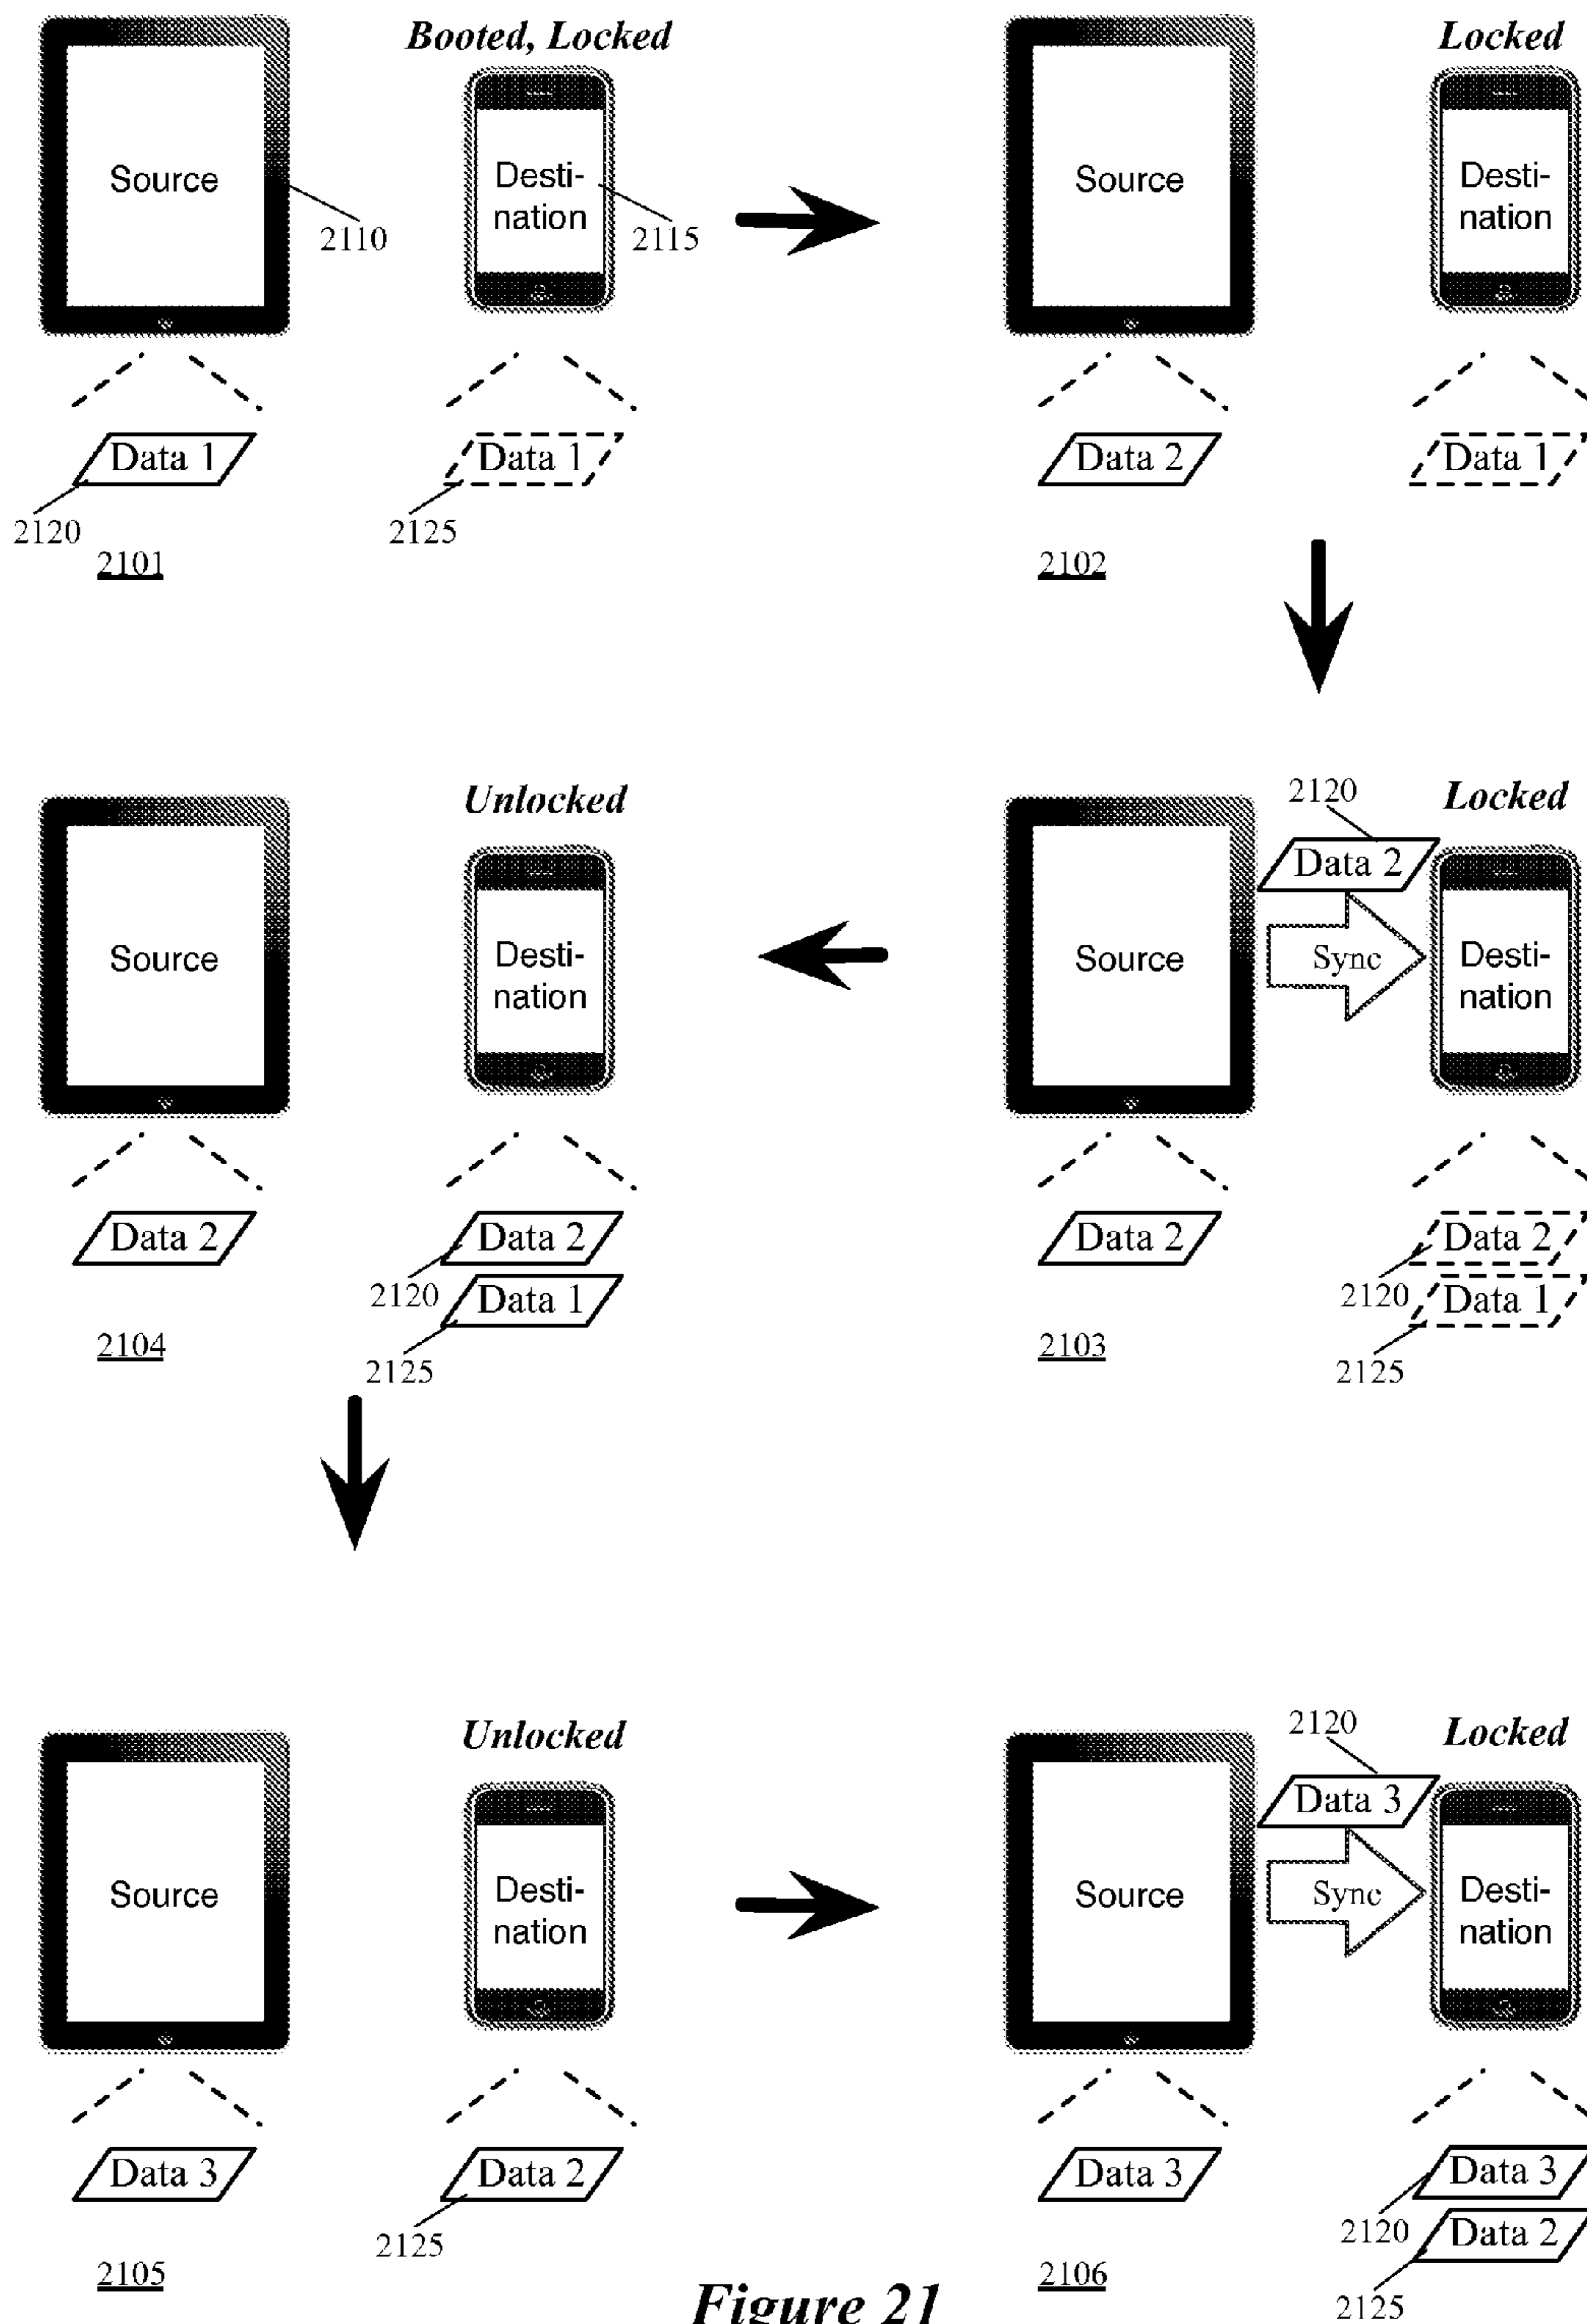 Booted, Locked
Source
Desti-
nation
2110
2115
Data 1
Data 1
2120
2125
2101
Locked
Source
Desti-
nation
Data 2
Data 1
2102
Unlocked
Source
Desti-
nation
Data 2
Data 2
2120
Data 1
2104
2125
2120
Locked
Data 2
Source
Sync
Desti-
nation
Data 2
Data 2
2120
Data 1
2103
2125
Unlocked
Source
Desti-
nation
Data 3
Data 2
2125
2105
2120
Locked
Data 3
Source
Sync
Desti-
nation
Data 3
Data 3
2120
Data 2
2106
2125
Figure 21